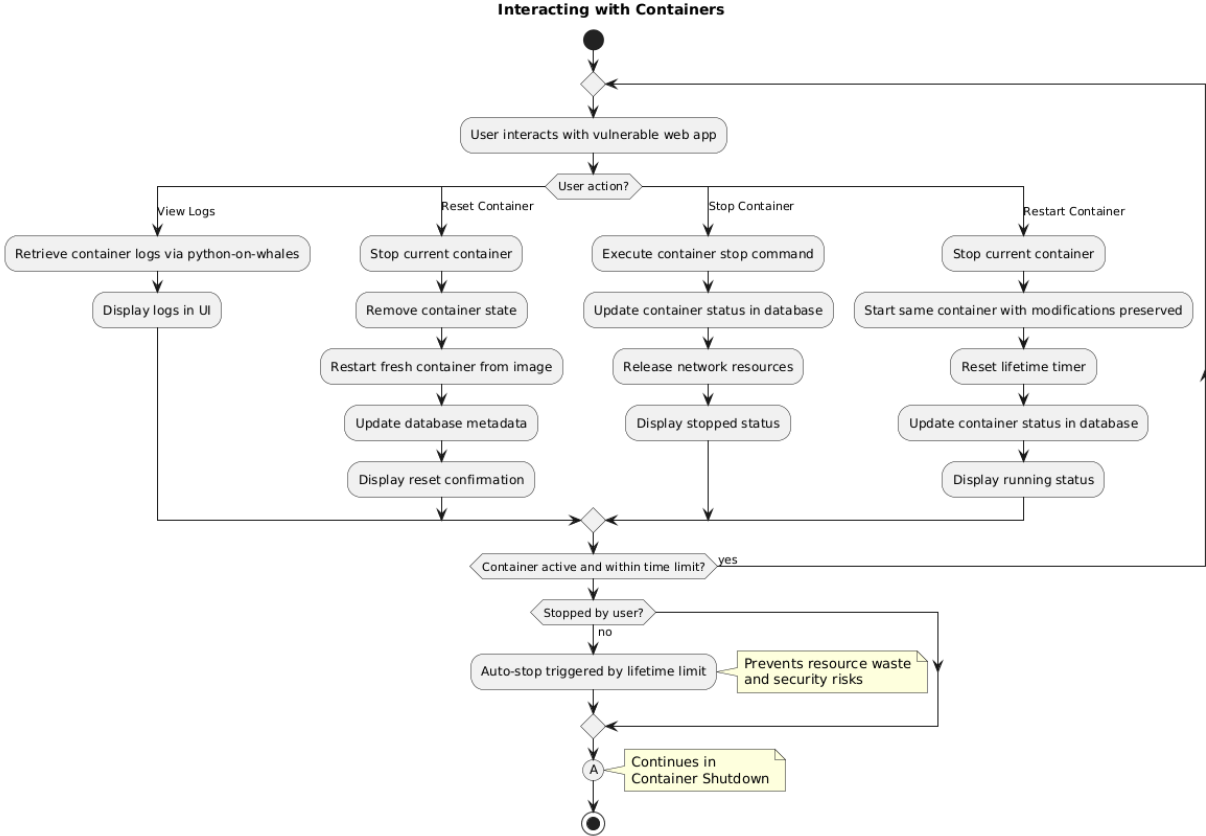 Interacting with Containers
User interacts with vulnerable web app
User action?
View Logs
Reset Container
Stop Container
Restart Container
Retrieve container logs via python-on-whales
Display logs in UI
Stop current container
Remove container state
Restart fresh container from image
Update database metadata
Display reset confirmation
Execute container stop command
Update container status in database
Release network resources
Display stopped status
Stop current container
Start same container with modifications preserved
Reset lifetime timer
Update container status in database
Display running status
Container active and within time limit?
yes
Stopped by user?
no
Auto-stop triggered by lifetime limit
Prevents resource waste
and security risks
A
Continues in
Container Shutdown